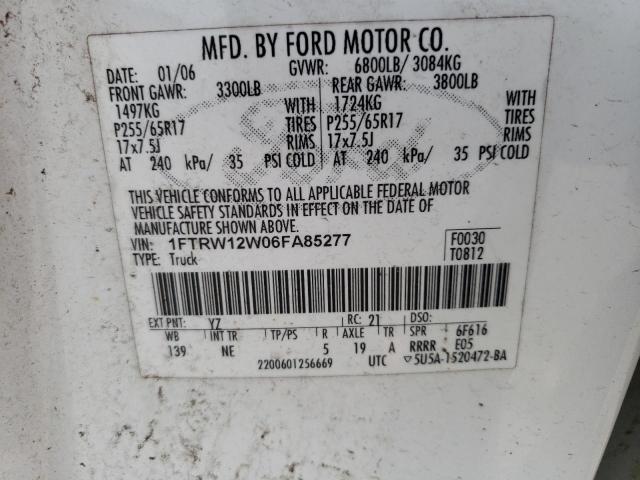 MFD. BY FORD MOTOR CO.
DATE: 01/06 GVWR: 6800LB/ 3084KG
FRONT GAWR: 3300LB REAR GAWR: 3800LB
1497KG WITH 1724KG WITH
P255/65R17 TIRES P255/65R17 TIRES
17x7.5J RIMS 17x7.5J RIMS
AT 240 kPa/ 35 PSI COLD AT 240 kPa/ 35 PSI COLD
THIS VEHICLE CONFORMS TO ALL APPLICABLE FEDERAL MOTOR
VEHICLE SAFETY STANDARDS IN EFFECT ON THE DATE OF
MANUFACTURE SHOWN ABOVE.
VIN: 1FTRW12W06FA85277 F0030
TYPE: Truck T0812
EXT PNT: YZ RC: 21 DSO:
WB INT TR TP/PS R AXLE TR SPR 6F616
139 NE 5 19 A RRRR E05
2200601256669 UTC ▽5U5A-1520472-BA
Ford